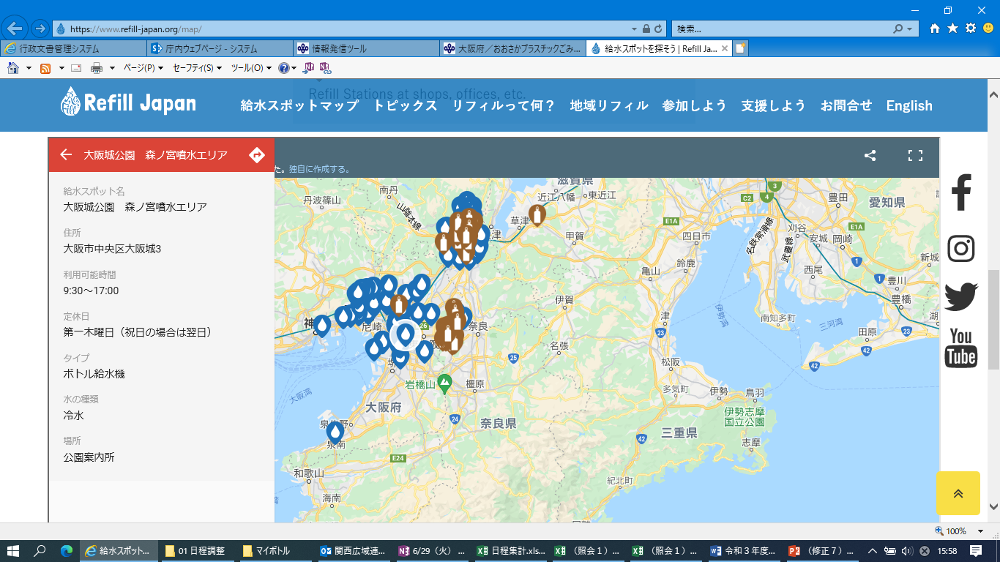 https://www.refill-japan.org/map/
検索...
行政文書管理システム
庁内ウェブページ - システム
情報発信ツール
大阪府／おおさかプラスチックごみ...
給水スポットを探そう | Refill Ja...
ページ(P)
セーフティ(S)
ツール(O)
Refill Stations at shops, offices, etc.
Refill Japan
給水スポットマップ
トピックス
リフィルって何？
地域リフィル
参加しよう
支援しよう
お問合せ
English
大阪城公園　森ノ宮噴水エリア
た。独自に作成する。
給水スポット名
大阪城公園　森ノ宮噴水エリア
住所
大阪市中央区大阪城3
利用可能時間
9:30～17:00
定休日
第一木曜日（祝日の場合は翌日）
タイプ
ボトル給水機
水の種類
冷水
場所
公園案内所
滋賀県
南丹
丹波篠山
山陰本線
近江八幡
東近江
草津
津
甲賀
E1A
四日市
鈴鹿
亀山
伊賀
名張
津
松阪
多気町
伊勢
鳥羽
伊勢志摩
国立公園
志摩
三重県
紀北町
奈良県
奈良
橿原
岩橋山
大阪府
神
尼崎
26
堺
大阪湾
泉南
和歌山
海南
E24
24
25
23
42
伊勢湾
三河湾
南知多町
名鉄常滑線
武豊線
C2
4
3
豊田
愛知県
刈谷
安城
岡崎
E1A
西尾
1
1
新城
豊川
豊橋
湖
田原
23
42
42
You
Tube
100%
給水スポット...
01 日程調整
マイボトル
関西広域連...
6/29（火）...
日程集計.xls...
（照会１）...
（照会１）...
令和３年度...
（修正７）...
15:58